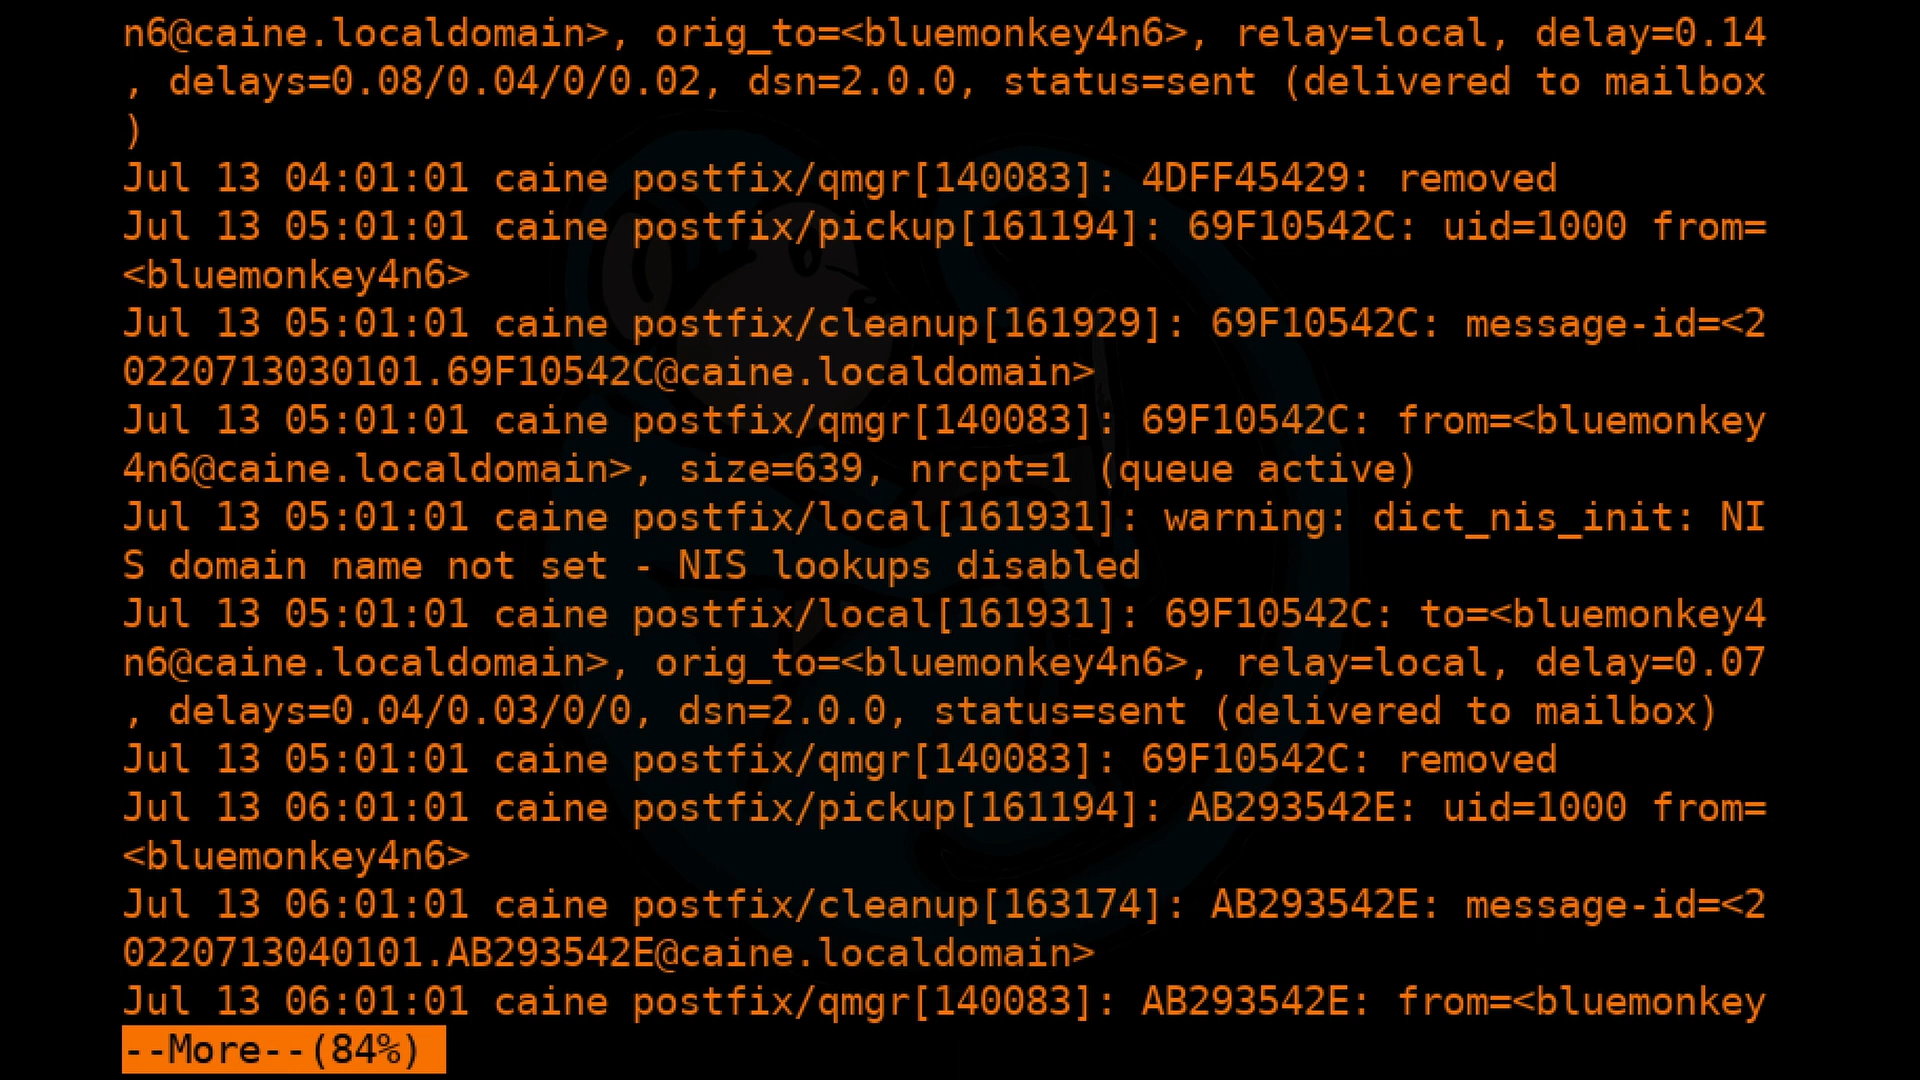 n6@caine.localdomain>, orig_to=<bluemonkey4n6>, relay=local, delay=0.14
, delays=0.08/0.04/0/0.02, dsn=2.0.0, status=sent (delivered to mailbox
)
Jul 13 04:01:01 caine postfix/qmgr[140083]: 4DFF45429: removed
Jul 13 05:01:01 caine postfix/pickup[161194]: 69F10542C: uid=1000 from=
<bluemonkey4n6>
Jul 13 05:01:01 caine postfix/cleanup[161929]: 69F10542C: message-id=<2
0220713030101.69F10542C@caine.localdomain>
Jul 13 05:01:01 caine postfix/qmgr[140083]: 69F10542C: from=<bluemonkey
4n6@caine.localdomain>, size=639, nrcpt=1 (queue active)
Jul 13 05:01:01 caine postfix/local[161931]: warning: dict_nis_init: NI
S domain name not set - NIS lookups disabled
Jul 13 05:01:01 caine postfix/local[161931]: 69F10542C: to=<bluemonkey4
n6@caine.localdomain>, orig_to=<bluemonkey4n6>, relay=local, delay=0.07
, delays=0.04/0.03/0/0, dsn=2.0.0, status=sent (delivered to mailbox)
Jul 13 05:01:01 caine postfix/qmgr[140083]: 69F10542C: removed
Jul 13 06:01:01 caine postfix/pickup[161194]: AB293542E: uid=1000 from=
<bluemonkey4n6>
Jul 13 06:01:01 caine postfix/cleanup[163174]: AB293542E: message-id=<2
0220713040101.AB293542E@caine.localdomain>
Jul 13 06:01:01 caine postfix/qmgr[140083]: AB293542E: from=<bluemonkey
--More--(84%)